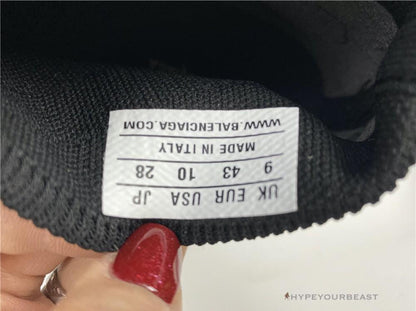 UK EUR USA JP
9 43 10 28
MADE IN ITALY
WWW.BALENCIAGA.COM
HYPEYOURBEAST